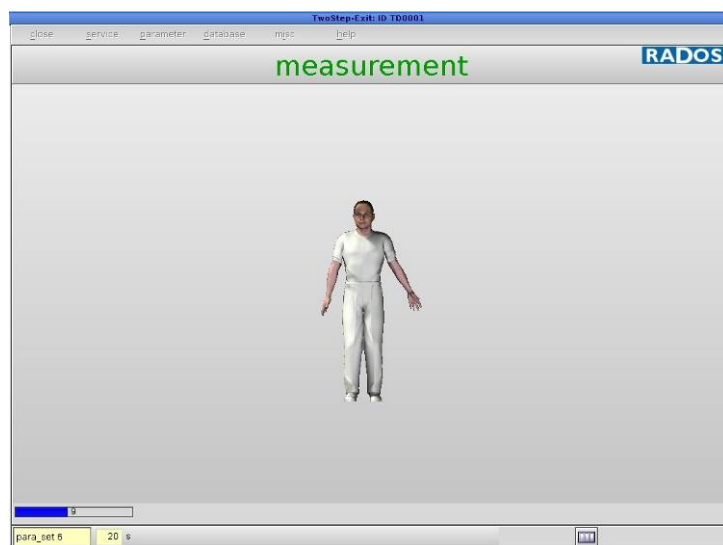 TwoStep-Exit: ID TD0001
close service parameter database misc help
measurement
RADOS
9
para_set 6 20 s